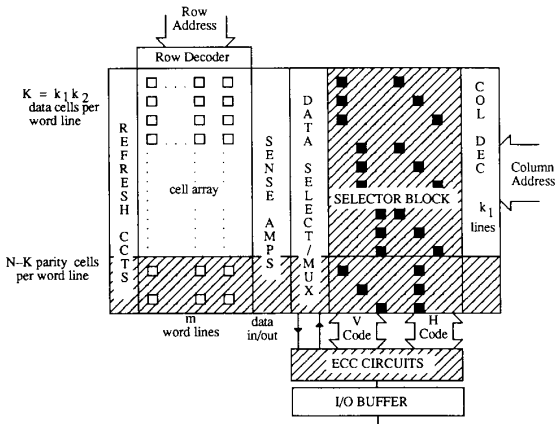 Row
Address
Row Decoder
K = k₁k₂
data cells per
word line
REFRESH CCTS
cell array
SENSE AMPS
DATA SELECT/MUX
SELECTOR BLOCK
COL DEC
k₁
lines
Column
Address
N–K parity cells
per word line
m
word lines
data
in/out
V
Code
H
Code
ECC CIRCUITS
I/O BUFFER